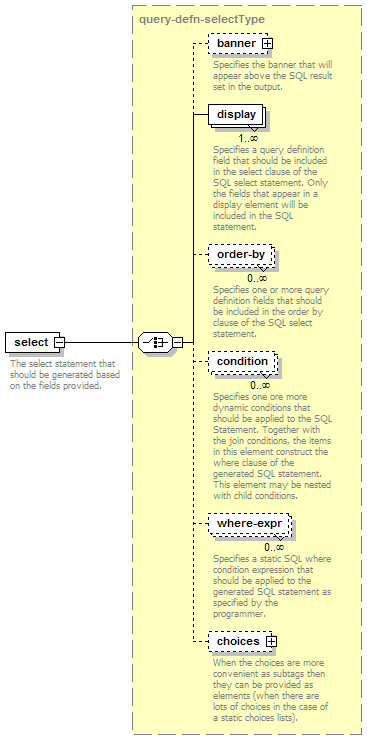 query-defn-selectType
banner
Specifies the banner that will
appear above the SQL result
set in the output.
display
1..∞
Specifies a query definition
field that should be included
in the select clause of the
SQL select statement. Only
the fields that appear in a
display element will be
included in the SQL
statement.
order-by
0..∞
Specifies one or more query
definition fields that should
be included in the order by
clause of the SQL select
statement.
select
The select statement that
should be generated based
on the fields provided.
condition
0..∞
Specifies one ore more
dynamic conditions that
should be applied to the SQL
Statement. Together with
the join conditions, the items
in this element construct the
where clause of the
generated SQL statement.
This element may be nested
with child conditions.
where-expr
0..∞
Specifies a static SQL where
condition expression that
should be applied to the
generated SQL statement as
specified by the
programmer.
choices
When the choices are more
convenient as subtags then
they can be provided as
elements (when there are
lots of choices in the case of
a static choices lists).